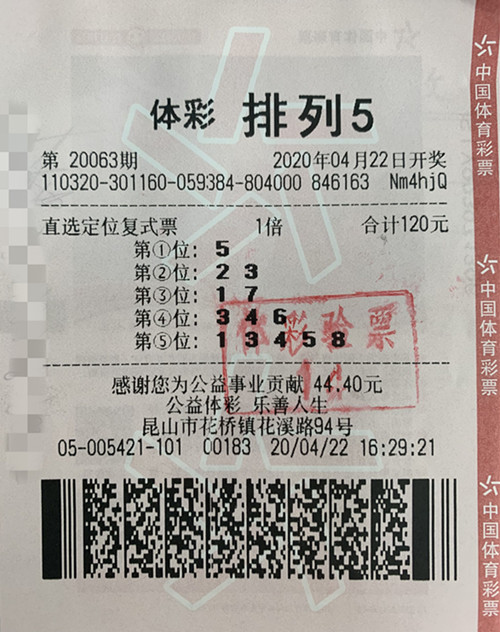 体彩 排列5
第 20063期 2020年04月22日开奖
110320-301160-059384-804000 846163 Nm4hjQ
直选定位复式票 1倍 合计120元
第①位: 5
第②位: 2 3
第③位: 1 7
第④位: 3 4 6
第⑤位: 1 3 4 5 8
体彩验票
感谢您为公益事业贡献 44.40元
公益体彩 乐善人生
昆山市花桥镇花溪路94号
05-005421-101 00183 20/04/22 16:29:21
中国体育彩票
中国体育彩票
中国体育彩票